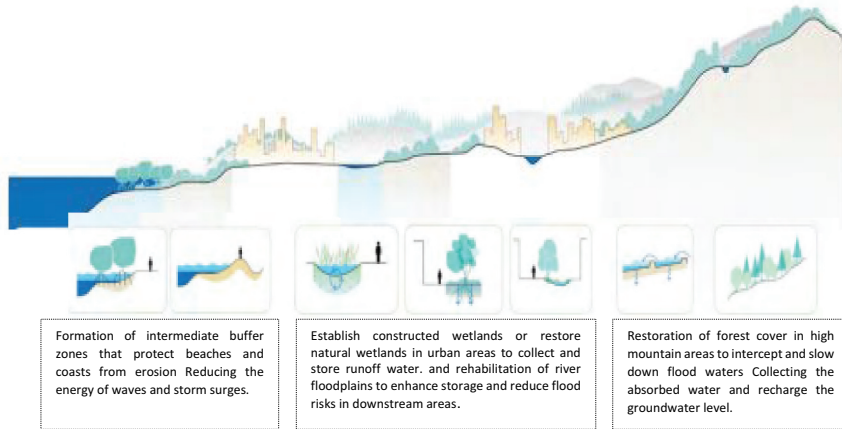 Formation of intermediate buffer
zones that protect beaches and
coasts from erosion Reducing the
energy of waves and storm surges.
Establish constructed wetlands or restore
natural wetlands in urban areas to collect and
store runoff water. and rehabilitation of river
floodplains to enhance storage and reduce flood
risks in downstream areas.
Restoration of forest cover in high
mountain areas to intercept and slow
down flood waters Collecting the
absorbed water and recharge the
groundwater level.